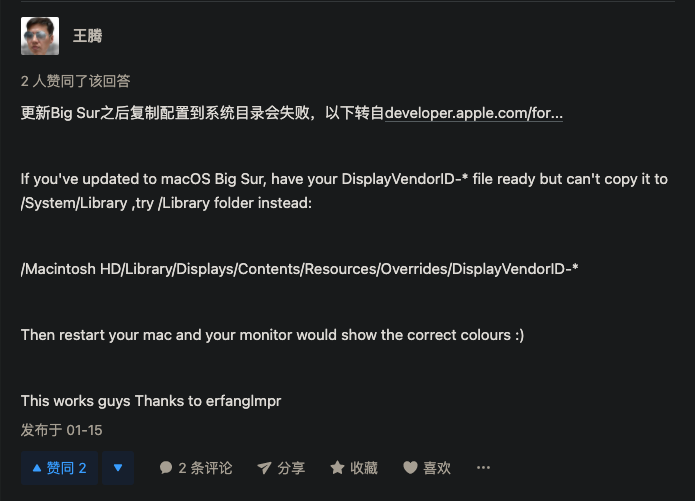 王腾
2 人赞同了该回答
更新Big Sur之后复制配置到系统目录会失败，以下转自developer.apple.com/for...
If you've updated to macOS Big Sur, have your DisplayVendorID-* file ready but can't copy it to
/System/Library ,try /Library folder instead:
/Macintosh HD/Library/Displays/Contents/Resources/Overrides/DisplayVendorID-*
Then restart your mac and your monitor would show the correct colours :)
This works guys Thanks to erfanglmpr
发布于 01-15
赞同 2 2 条评论 分享 收藏 喜欢